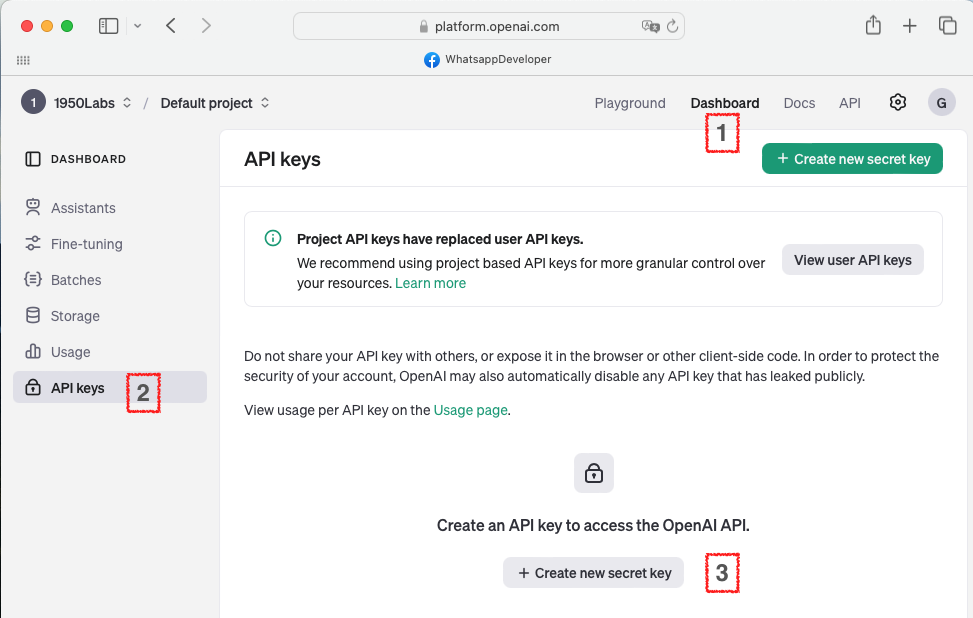 platform.openai.com
WhatsappDeveloper
1 1950Labs / Default project
Playground Dashboard Docs API G
1
DASHBOARD
Assistants
Fine-tuning
Batches
Storage
Usage
API keys
2
API keys
+ Create new secret key
Project API keys have replaced user API keys.
We recommend using project based API keys for more granular control over
your resources. Learn more
View user API keys
Do not share your API key with others, or expose it in the browser or other client-side code. In order to protect the
security of your account, OpenAI may also automatically disable any API key that has leaked publicly.
View usage per API key on the Usage page.
Create an API key to access the OpenAI API.
+ Create new secret key
3